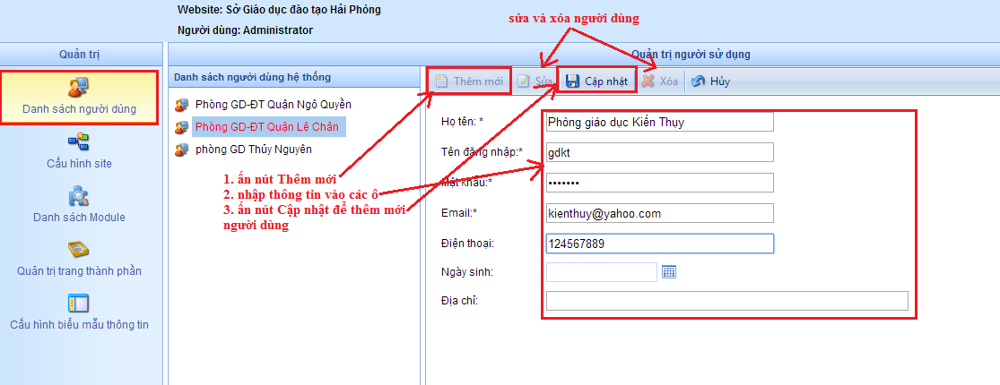 Website: Sở Giáo dục đào tạo Hải Phòng
Người dùng: Administrator
sửa và xóa người dùng
Quản trị
Quản trị người sử dụng
Danh sách người dùng
Cấu hình site
Danh sách Module
Quản trị trang thành phần
Cấu hình biểu mẫu thông tin
Danh sách người dùng hệ thống
Phòng GD-ĐT Quận Ngô Quyền
Phòng GD-ĐT Quận Lê Chân
phòng GD Thủy Nguyên
1. ấn nút Thêm mới
2. nhập thông tin vào các ô
3. ấn nút Cập nhật để thêm mới
người dùng
Thêm mới Sửa Cập nhật Xóa Hủy
Họ tên: * Phòng giáo dục Kiến Thụy
Tên đăng nhập:* gdkt
Mật khẩu:* •••••••
Email:* kienthuy@yahoo.com
Điện thoại: 124567889
Ngày sinh:
Địa chỉ: